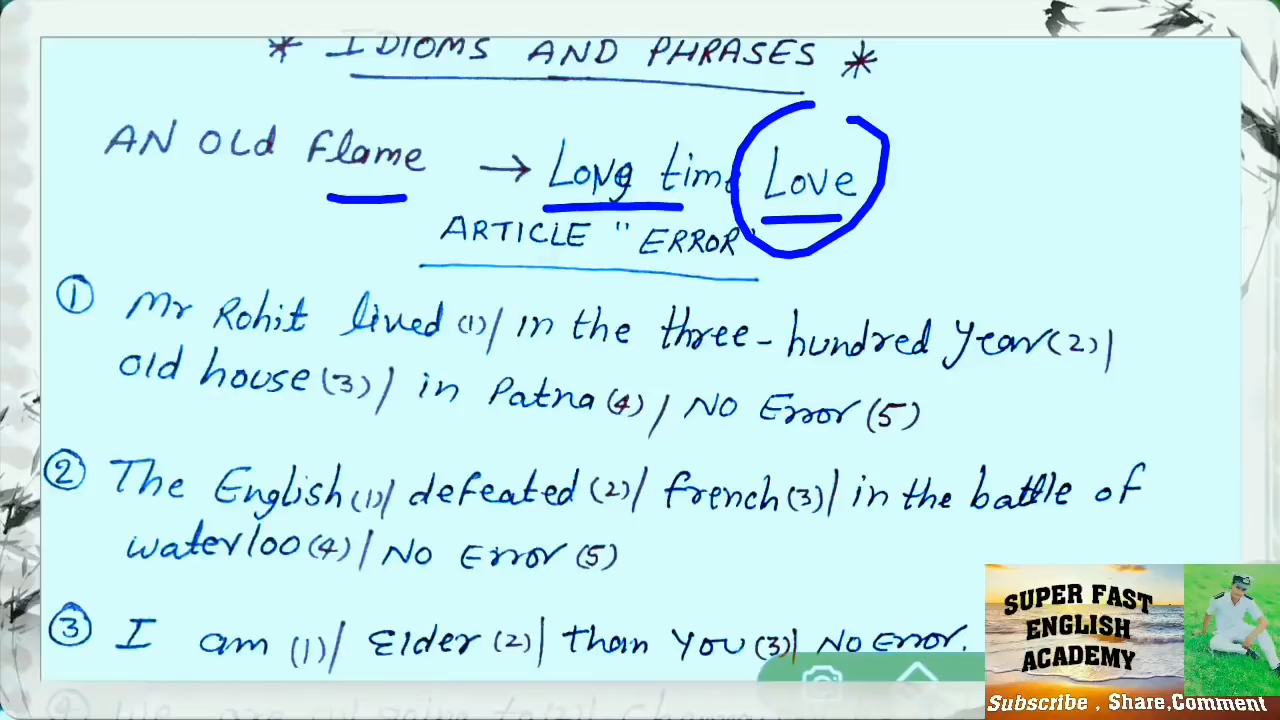 * IDIOMS AND PHRASES *
AN OLd flame → Long time Love
ARTICLE "ERROR"
① Mr Rohit lived (1)/ in the three-hundred year (2)/
old house (3)/ in Patna (4)/ NO Error (5)
② The English (1)/ defeated (2)/ french (3)/ in the battle of
waterloo (4)/ NO Error (5)
③ I am (1)/ Elder (2)/ than you (3)/ NO Error.
SUPER FAST
ENGLISH
ACADEMY
Subscribe , Share,Comment